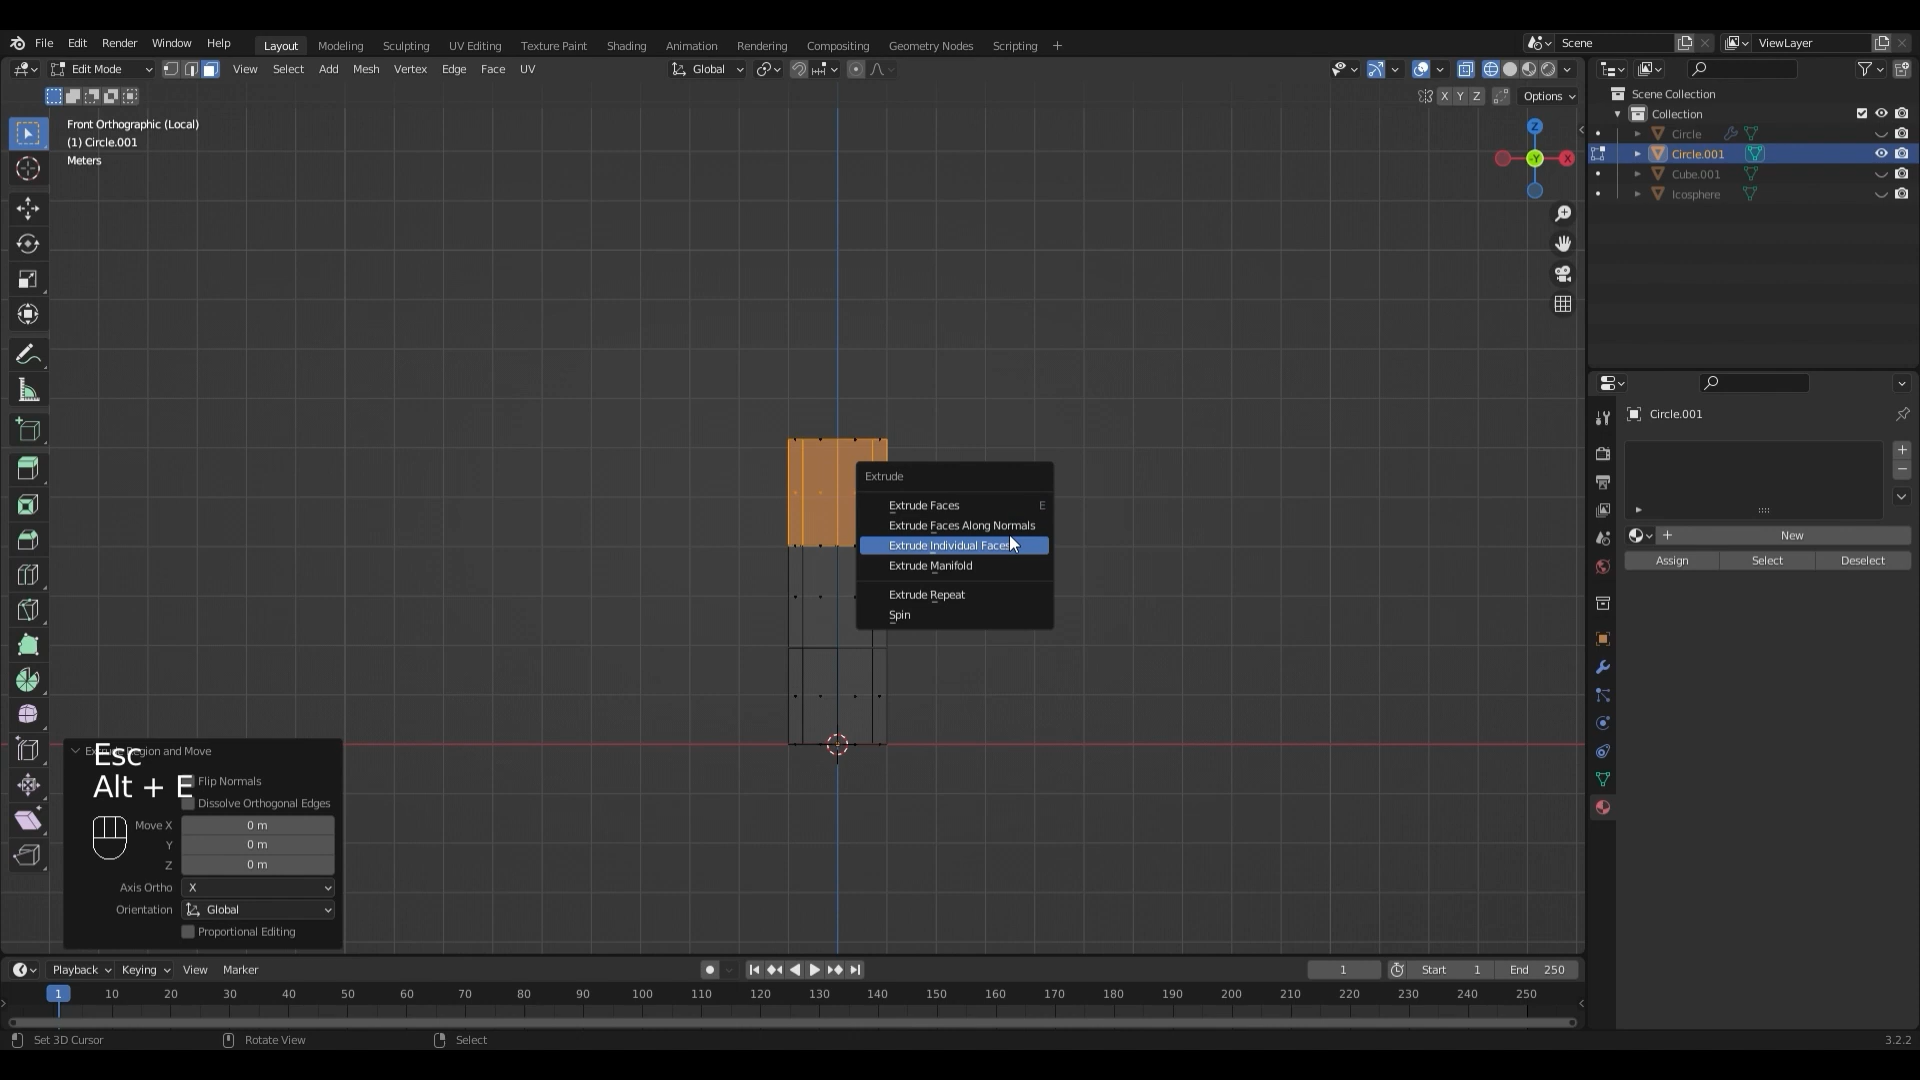 File Edit Render Window Help Layout Modeling Sculpting UV Editing Texture Paint Shading Animation Rendering Compositing Geometry Nodes Scripting + Scene ViewLayer
Edit Mode View Select Add Mesh Vertex Edge Face UV Global
X Y Z Options
Front Orthographic (Local)
(1) Circle.001
Meters
Z
-Y X
Scene Collection
Collection
Circle
Circle.001
Cube.001
Icosphere
Circle.001
New
Assign Select Deselect
Extrude
Extrude Faces E
Extrude Faces Along Normals
Extrude Individual Faces
Extrude Manifold
Extrude Repeat
Spin
Extrude Region and Move
Esc
Alt + E
Flip Normals
Dissolve Orthogonal Edges
Move X 0 m
Y 0 m
Z 0 m
Axis Ortho X
Orientation Global
Proportional Editing
Playback Keying View Marker 1 Start 1 End 250
1 10 20 30 40 50 60 70 80 90 100 110 120 130 140 150 160 170 180 190 200 210 220 230 240 250
Set 3D Cursor Rotate View Select 3.2.2